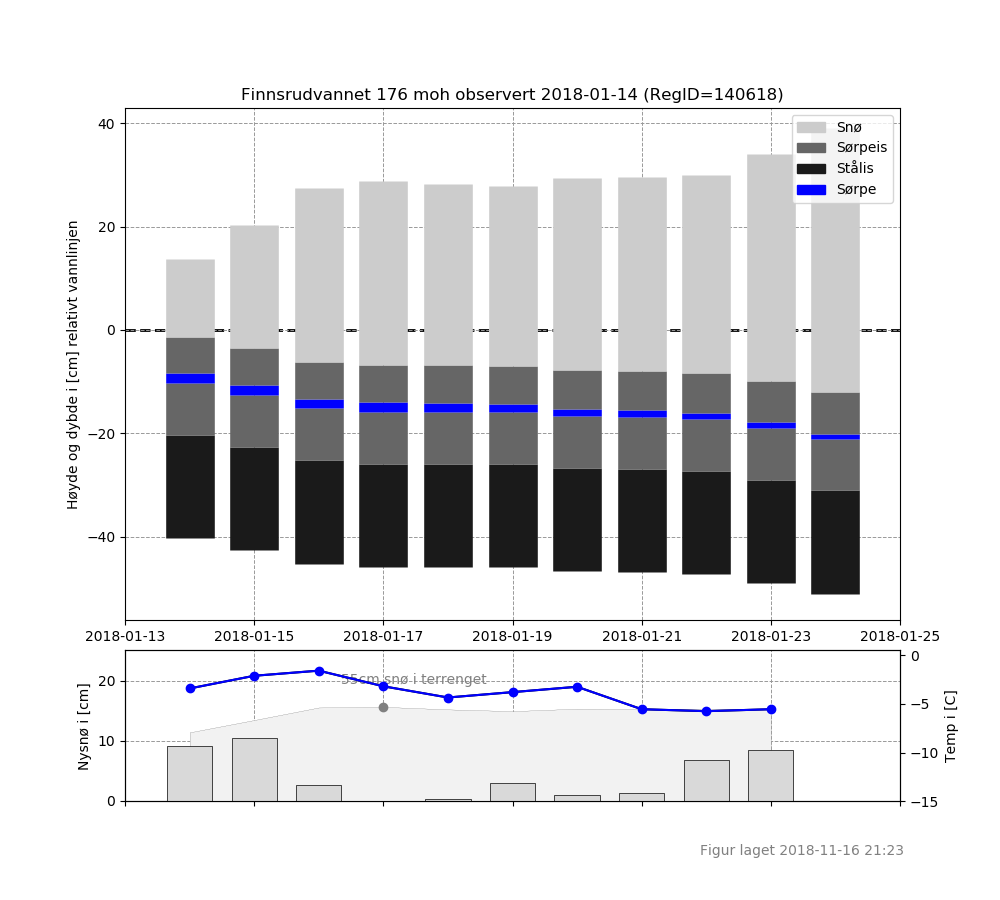 Finnsrudvannet 176 moh observert 2018-01-14 (RegID=140618)
Høyde og dybde i [cm] relativt vannlinjen
40
20
0
−20
−40
Snø
Sørpeis
Stålis
Sørpe
2018-01-13 2018-01-15 2018-01-17 2018-01-19 2018-01-21 2018-01-23 2018-01-25
Nysnø i [cm]
20
10
0
55cm snø i terrenget
0
−5
−10
−15
Temp i [C]
Figur laget 2018-11-16 21:23